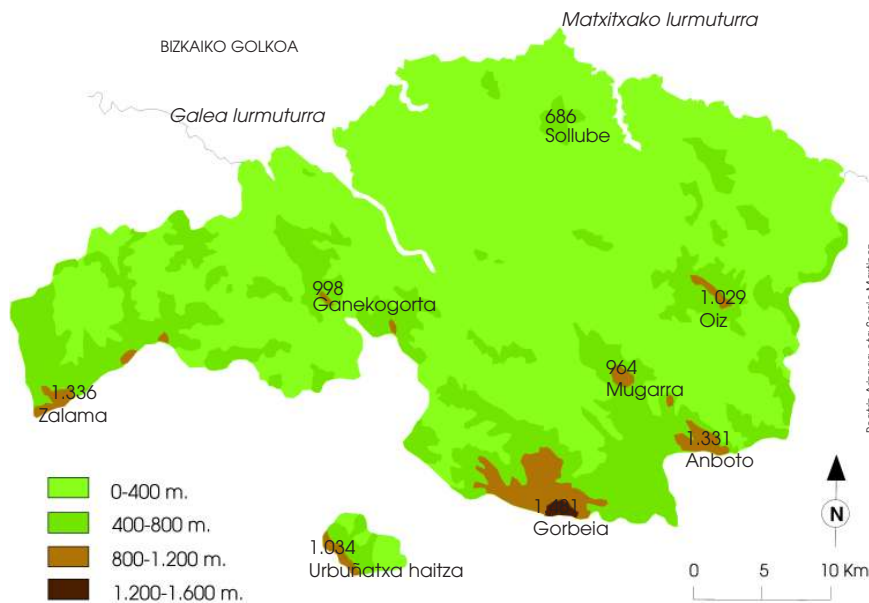 Matxitxako lurmuturra
BIZKAIKO GOLKOA
Galea lurmuturra
686
Sollube
998
Ganekogorta
1.029
Oiz
964
Mugarra
1.336
Zalama
1.331
Anboto
Gorbeia
1.034
Urbuñatxa haitza
0-400 m.
400-800 m.
800-1.200 m.
1.200-1.600 m.
N
0 5 10 Km